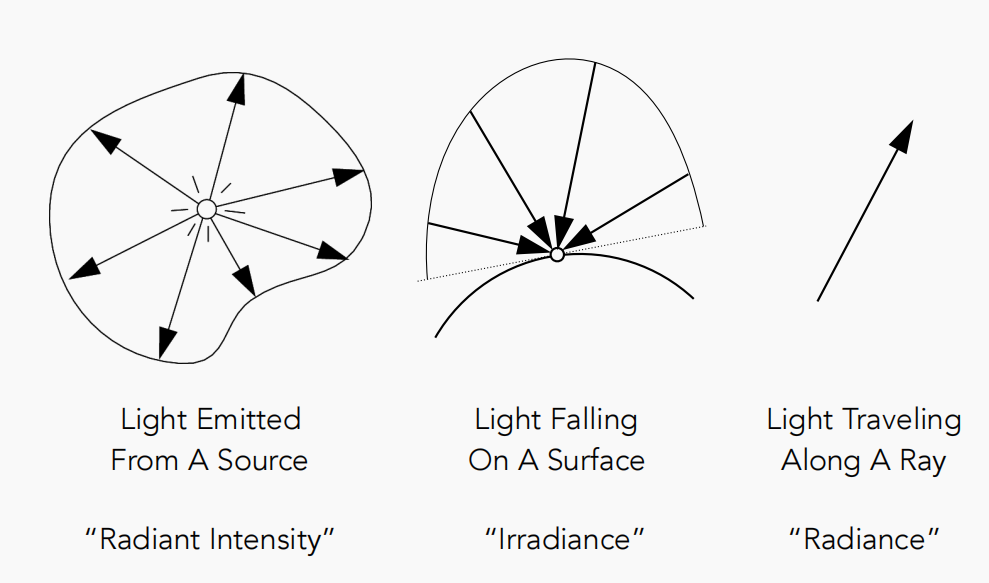 Light Emitted
From A Source
“Radiant Intensity”
Light Falling
On A Surface
“Irradiance”
Light Traveling
Along A Ray
“Radiance”